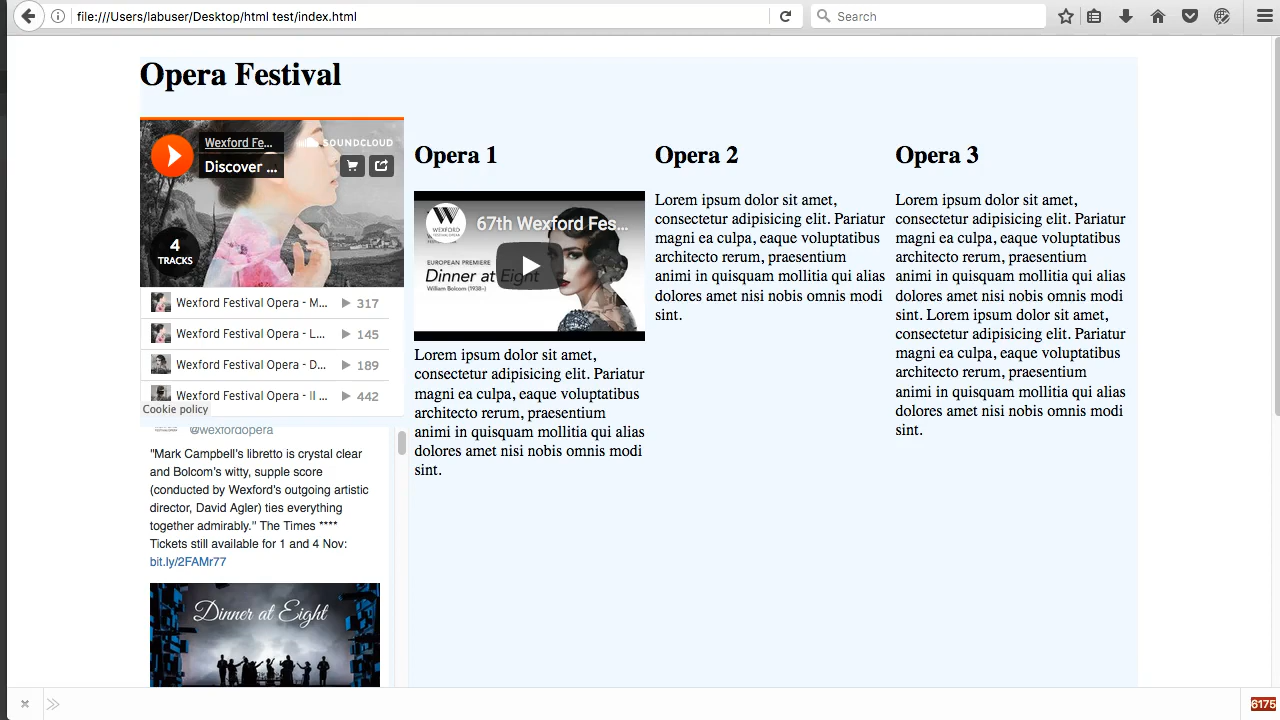 file:///Users/labuser/Desktop/html test/index.html
Search
Opera Festival
Wexford Fe...
SOUNDCLOUD
Discover ...
4
TRACKS
Wexford Festival Opera - M...
317
Wexford Festival Opera - L...
145
Wexford Festival Opera - D...
189
Wexford Festival Opera - Il ...
442
Cookie policy
@wexfordopera
"Mark Campbell's libretto is crystal clear
and Bolcom's witty, supple score
(conducted by Wexford's outgoing artistic
director, David Agler) ties everything
together admirably." The Times ****
Tickets still available for 1 and 4 Nov:
bit.ly/2FAMr77
Dinner at Eight
Opera 1
WEXFORD
67th Wexford Fes...
EUROPEAN PREMIERE
Dinner at Eight
William Bolcom (1938–)
Lorem ipsum dolor sit amet,
consectetur adipisicing elit. Pariatur
magni ea culpa, eaque voluptatibus
architecto rerum, praesentium
animi in quisquam mollitia qui alias
dolores amet nisi nobis omnis modi
sint.
Opera 2
Lorem ipsum dolor sit amet,
consectetur adipisicing elit. Pariatur
magni ea culpa, eaque voluptatibus
architecto rerum, praesentium
animi in quisquam mollitia qui alias
dolores amet nisi nobis omnis modi
sint.
Opera 3
Lorem ipsum dolor sit amet,
consectetur adipisicing elit. Pariatur
magni ea culpa, eaque voluptatibus
architecto rerum, praesentium
animi in quisquam mollitia qui alias
dolores amet nisi nobis omnis modi
sint. Lorem ipsum dolor sit amet,
consectetur adipisicing elit. Pariatur
magni ea culpa, eaque voluptatibus
architecto rerum, praesentium
animi in quisquam mollitia qui alias
dolores amet nisi nobis omnis modi
sint.
6175